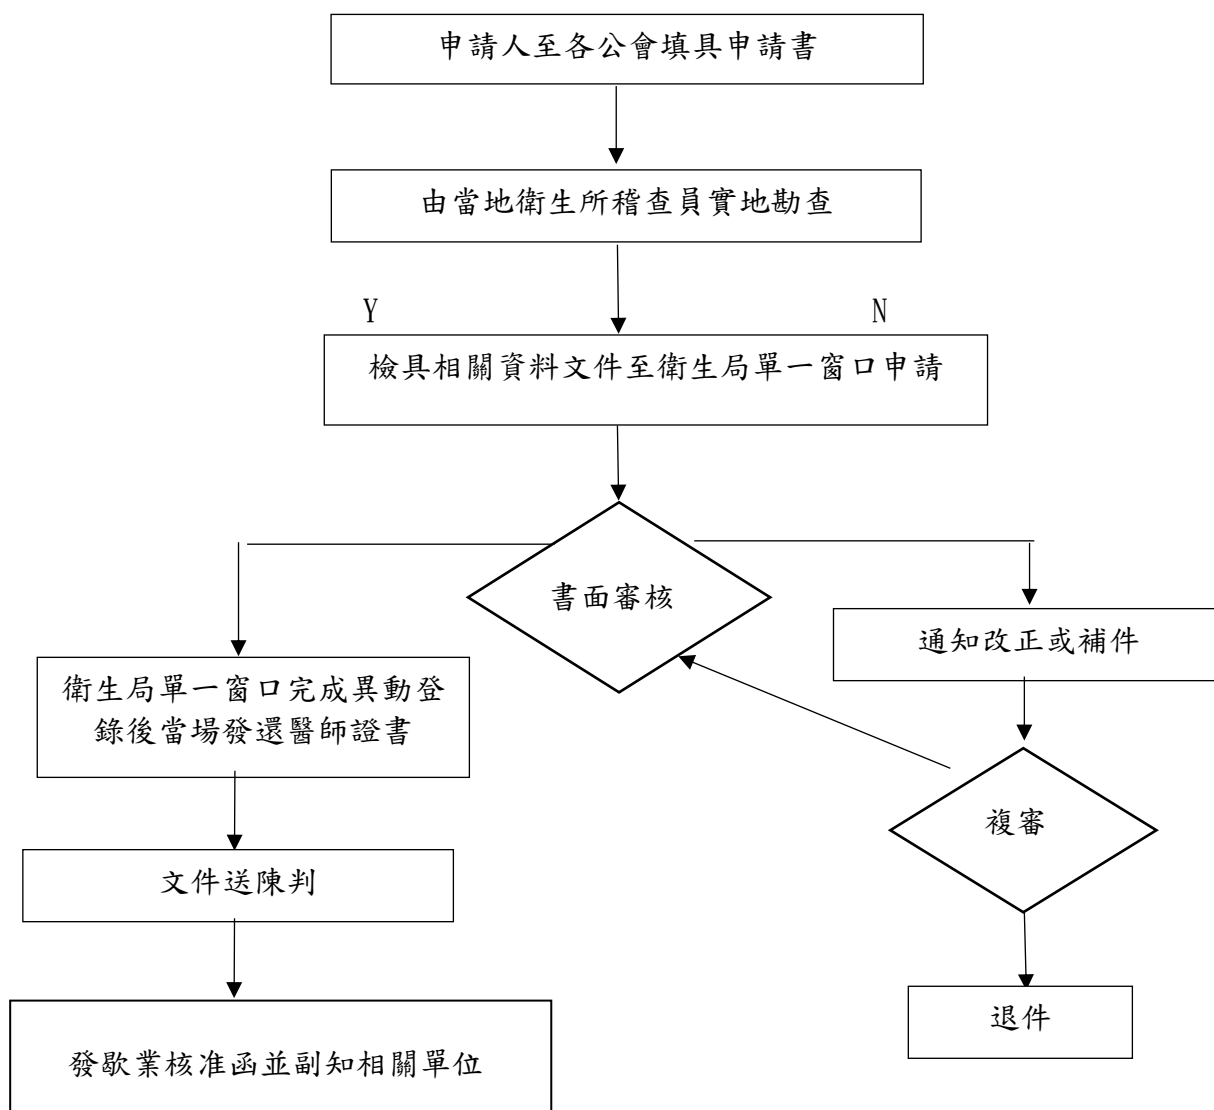 申請人至各公會填具申請書
由當地衛生所稽查員實地勘查
Y
N
檢具相關資料文件至衛生局單一窗口申請
書面審核
通知改正或補件
衛生局單一窗口完成異動登
錄後當場發還醫師證書
複審
文件送陳判
退件
發歇業核准函並副知相關單位